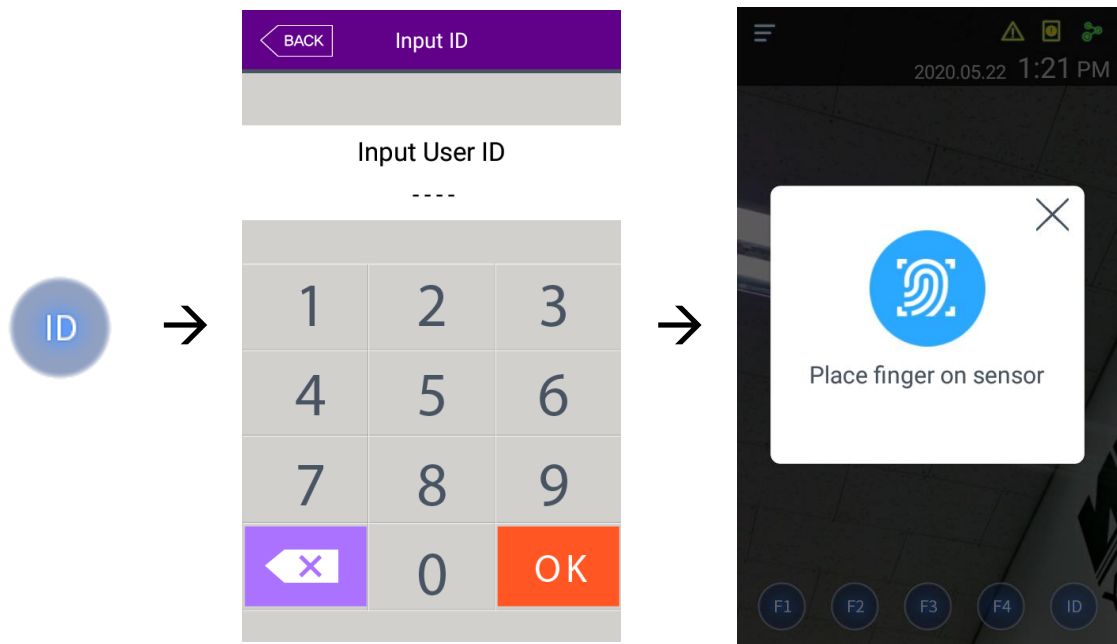 ID
BACK Input ID
Input User ID
----
1 2 3
4 5 6
7 8 9
0 OK
2020.05.22 1:21 PM
Place finger on sensor
F1 F2 F3 F4 ID